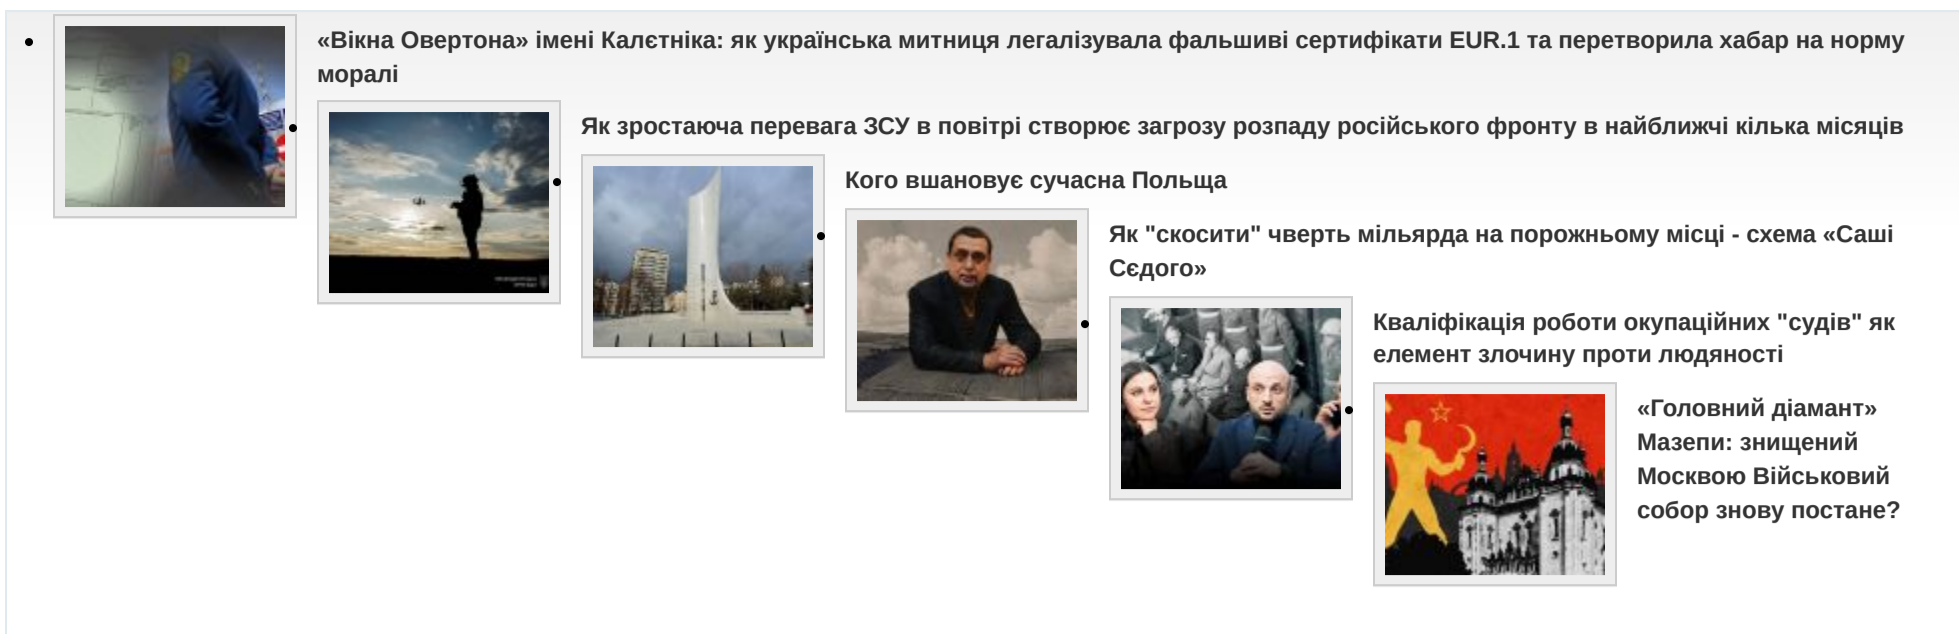 «Вікна Овертона» імені Калєтніка: як українська митниця легалізувала фальшиві сертифікати EUR.1 та перетворила хабар на норму
моралі
Як зростаюча перевага ЗСУ в повітрі створює загрозу розпаду російського фронту в найближчі кілька місяців
Кого вшановує сучасна Польща
Як "скосити" чверть мільярда на порожньому місці - схема «Саші
Сєдого»
Кваліфікація роботи окупаційних "судів" як
елемент злочину проти людяності
«Головний діамант»
Мазепи: знищений
Москвою Військовий
собор знову постане?